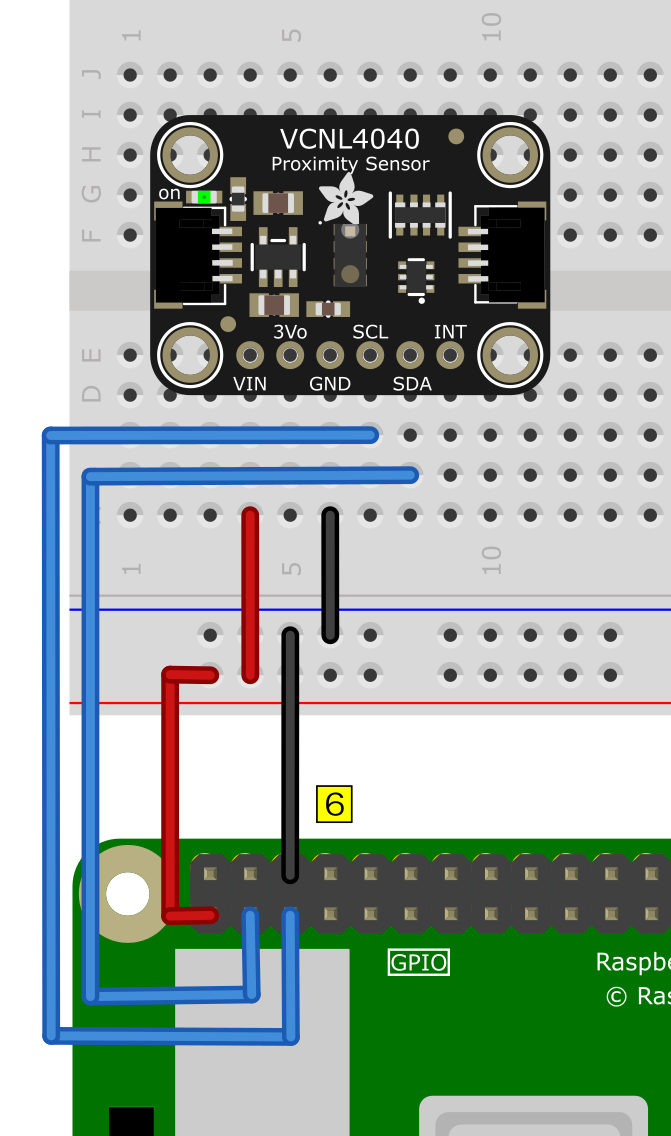 1 5 10
J
I
H
G
F
VCNL4040
Proximity Sensor
on
3Vo SCL INT
VIN GND SDA
E
D
1 5 10
6
GPIO
Raspbe
© Ras